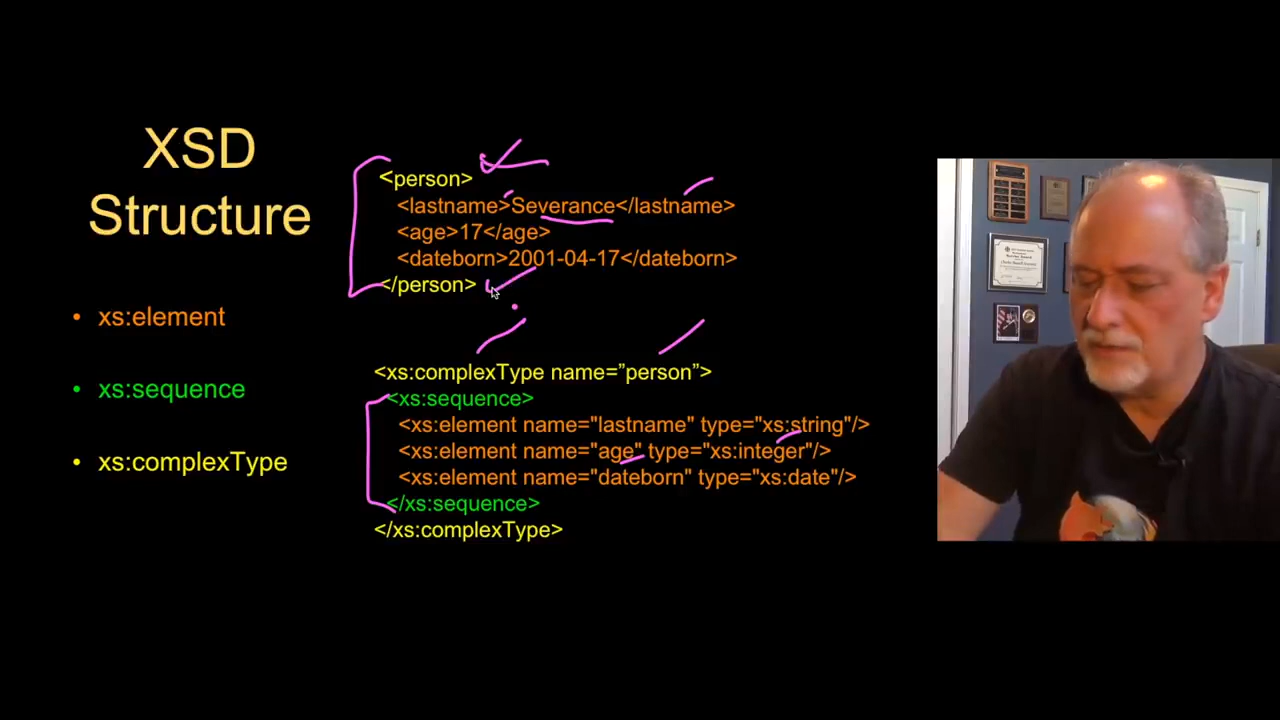 XSD
Structure
• xs:element
• xs:sequence
• xs:complexType
<person>
<lastname>Severance</lastname>
<age>17</age>
<dateborn>2001-04-17</dateborn>
</person>
<xs:complexType name=”person”>
<xs:sequence>
<xs:element name="lastname" type="xs:string"/>
<xs:element name="age" type="xs:integer"/>
<xs:element name="dateborn" type="xs:date"/>
</xs:sequence>
</xs:complexType>